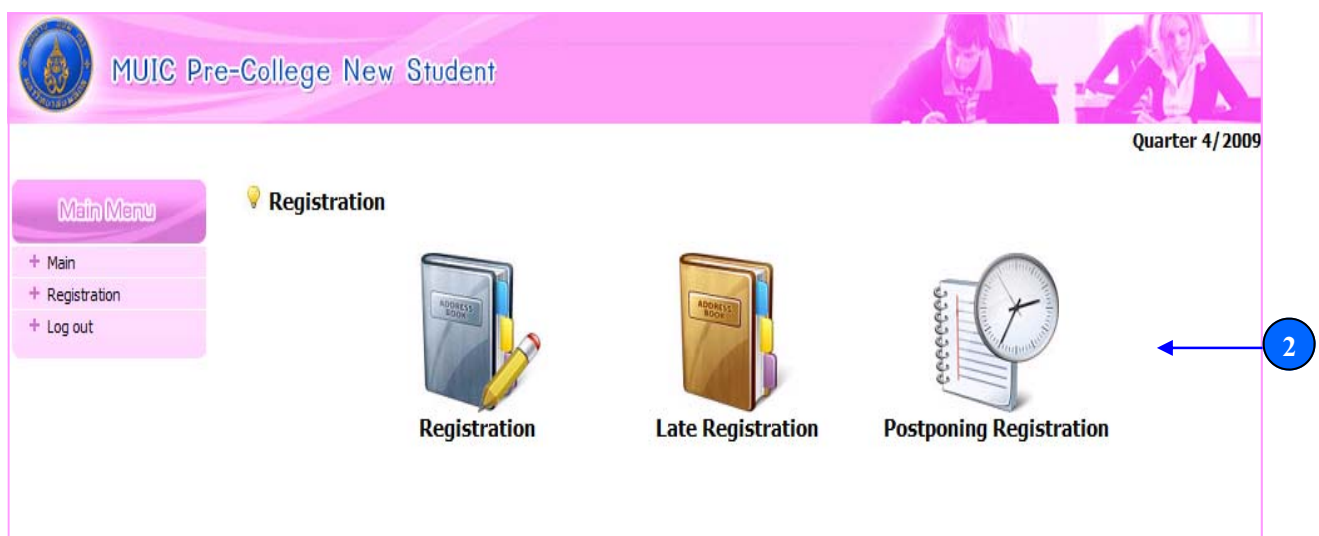 MUIC Pre-College New Student
Quarter 4/2009
Main Menu
+ Main
+ Registration
+ Log out
Registration
ADDRESS
BOOK
Registration
ADDRESS
BOOK
Late Registration
Postponing Registration
2